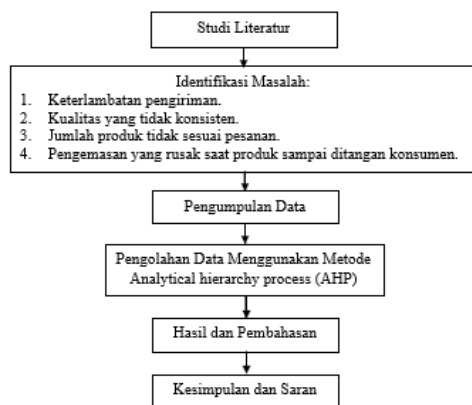 Studi Literatur
Identifikasi Masalah:
1. Keterlambatan pengiriman.
2. Kualitas yang tidak konsisten.
3. Jumlah produk tidak sesuai pesanan.
4. Pengemasan yang rusak saat produk sampai ditangan konsumen.
Pengumpulan Data
Pengolahan Data Menggunakan Metode
Analytical hierarchy process (AHP)
Hasil dan Pembahasan
Kesimpulan dan Saran